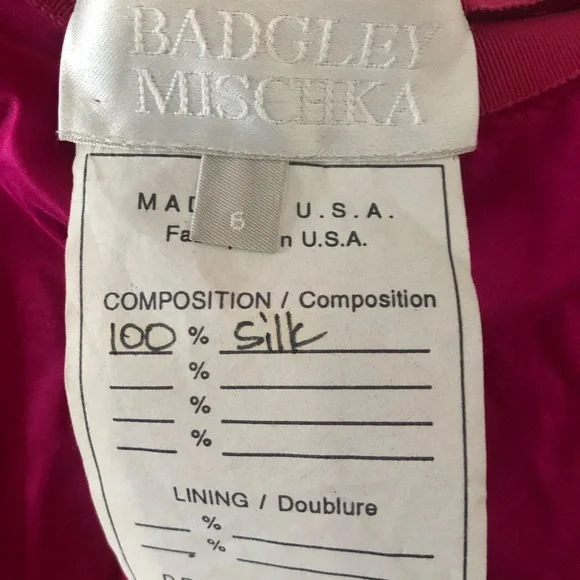 BADGLEY
MISCHKA
6
MAD U.S.A.
Fa n U.S.A.
COMPOSITION / Composition
100 % Silk
%
%
%
LINING / Doublure
%
%